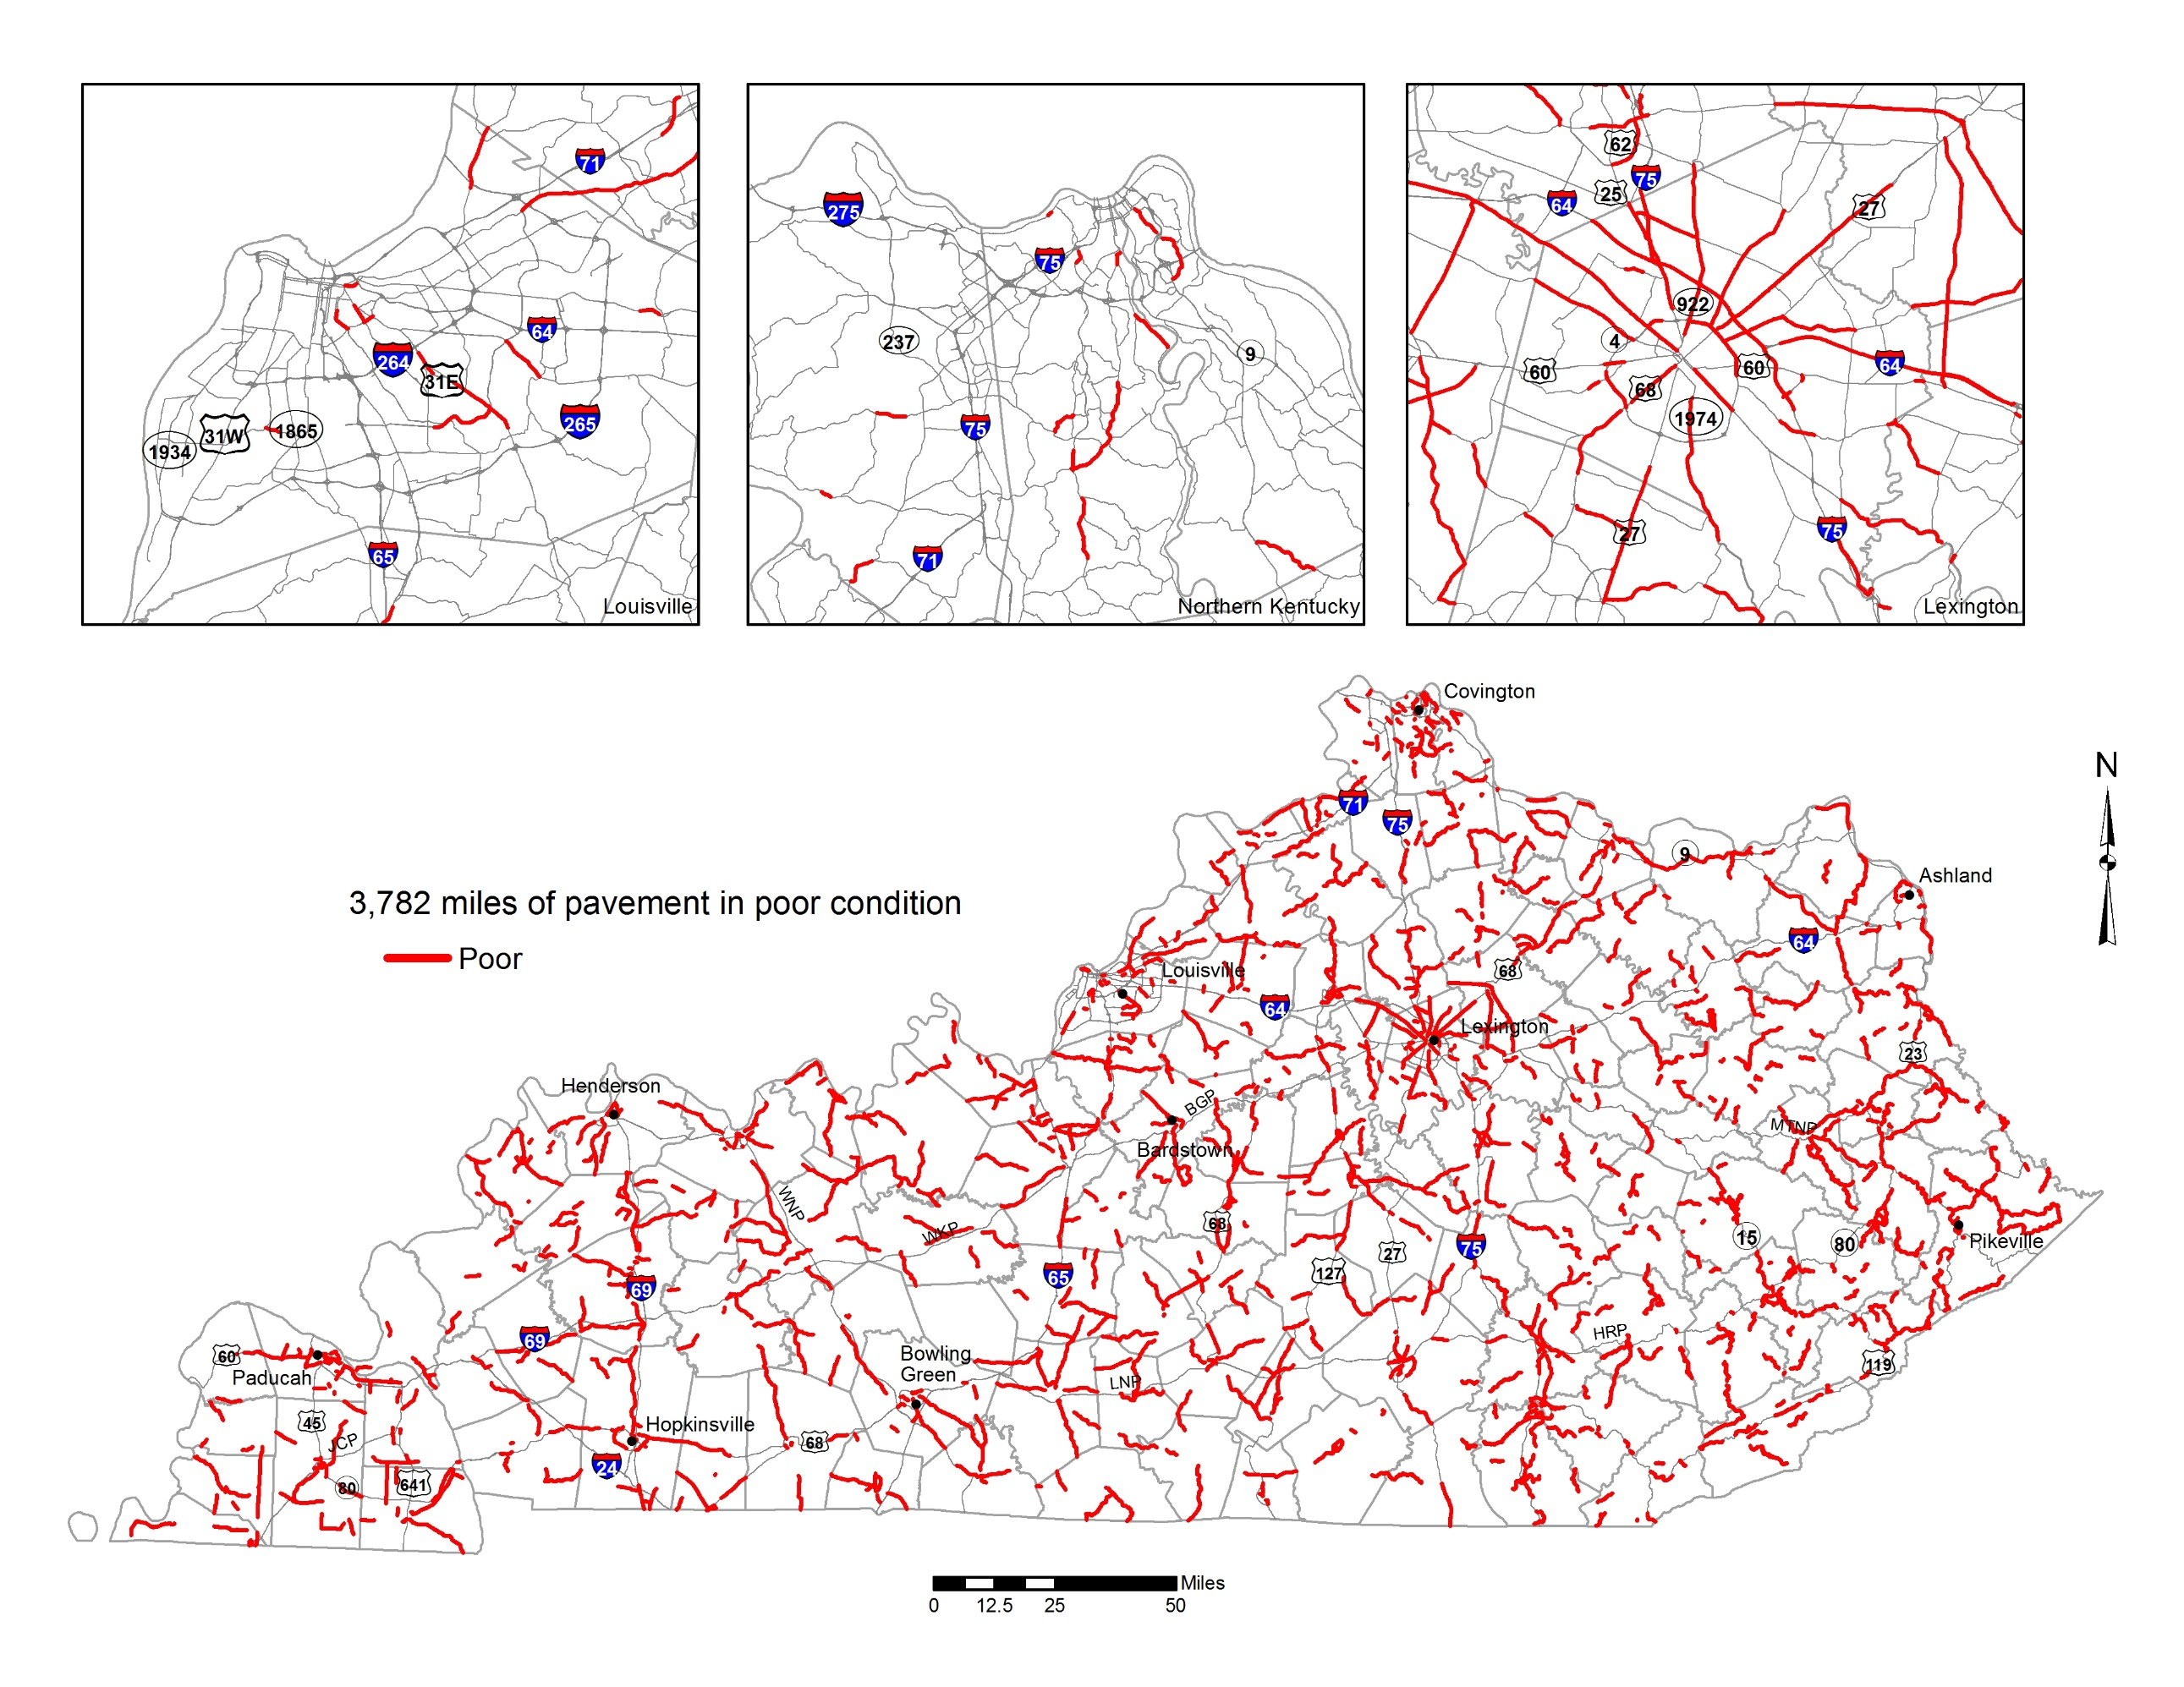 71
64
264
31E
265
31W
1865
1934
65
Louisville
275
75
237
9
75
71
Northern Kentucky
62
75
25
64
27
922
4
60
60
64
68
1974
27
75
Lexington
Covington
71
75
9
Ashland
3,782 miles of pavement in poor condition
Poor
64
68
Louisville
64
Lexington
23
Henderson
BGP
MTNP
Bardstown
WNP
68
WKP
15
80
Pikeville
27
75
127
65
69
69
HRP
60
Paducah
Bowling
Green
119
LNP
45
JCP
Hopkinsville
68
24
80
641
N
Miles
0 12.5 25 50